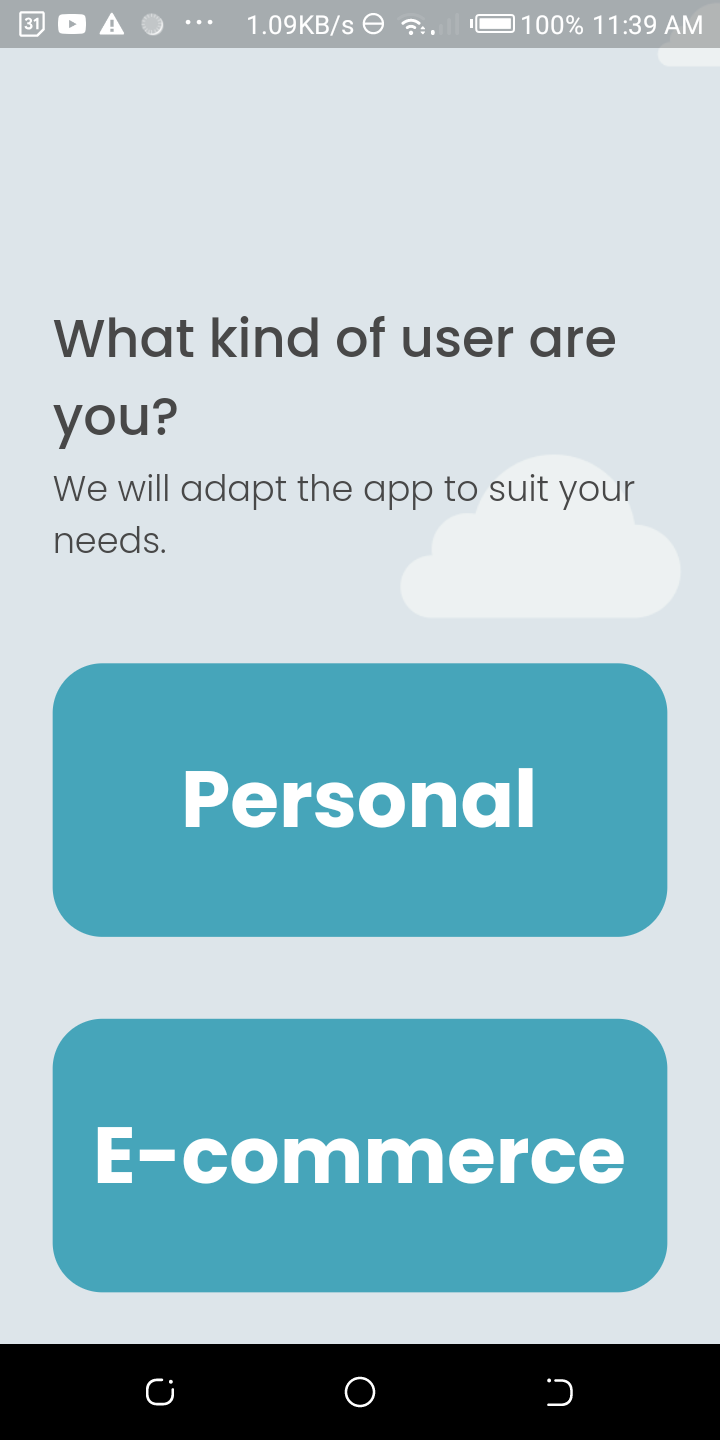 31 1.09KB/s 100% 11:39 AM
What kind of user are
you?
We will adapt the app to suit your
needs.
Personal
E-commerce